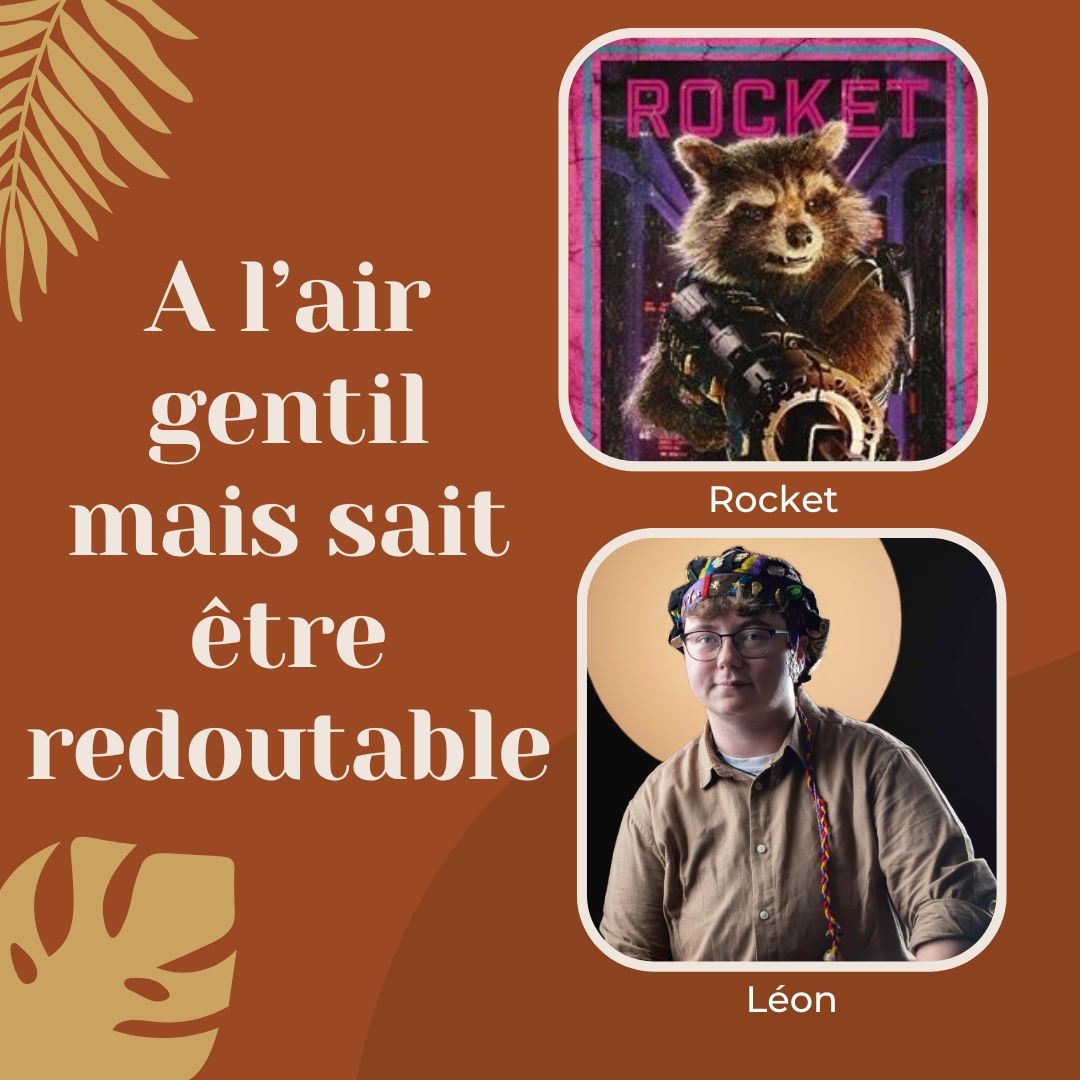 A l’air
gentil
mais sait
être
redoutable
ROCKET
Rocket
Léon